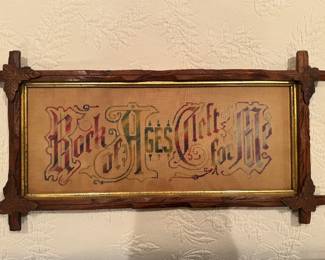 Rock of Ages, Cleft for Me